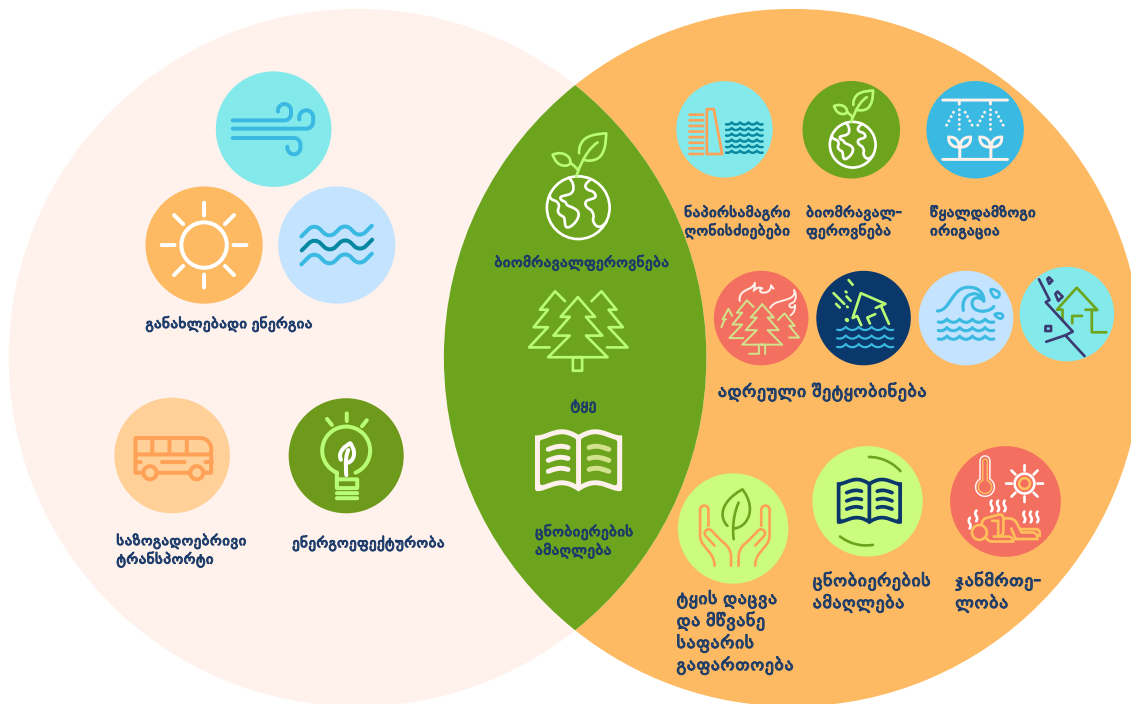 განახლებადი ენერგია
საზოგადოებრივი
ტრანსპორტი
ენერგოეფექტურობა
ბიომრავალფეროვნება
ტყე
ცნობიერების
ამაღლება
ნაპირსამაგრი
ღონისძიებები
ბიომრავალ-
ფეროვნება
წყალდამზოგი
ირიგაცია
ადრეული შეტყობინება
ტყის დაცვა
და მწვანე
საფარის
გაფართოება
ცნობიერების
ამაღლება
ჯანმრთე-
ლობა